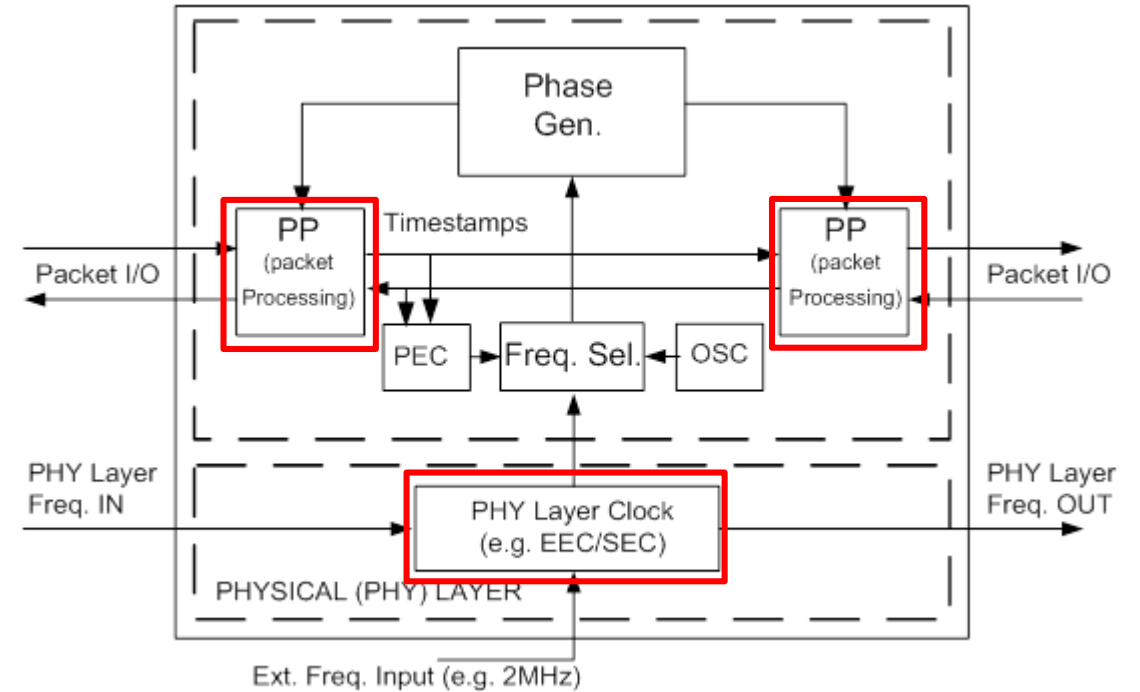 Phase
Gen.
PP
(packet
Processing)
Timestamps
PP
(packet
Processing)
Packet I/O
Packet I/O
PEC
Freq. Sel.
OSC
PHY Layer
Freq. IN
PHY Layer Clock
(e.g. EEC/SEC)
PHY Layer
Freq. OUT
PHYSICAL (PHY) LAYER
Ext. Freq. Input (e.g. 2MHz)